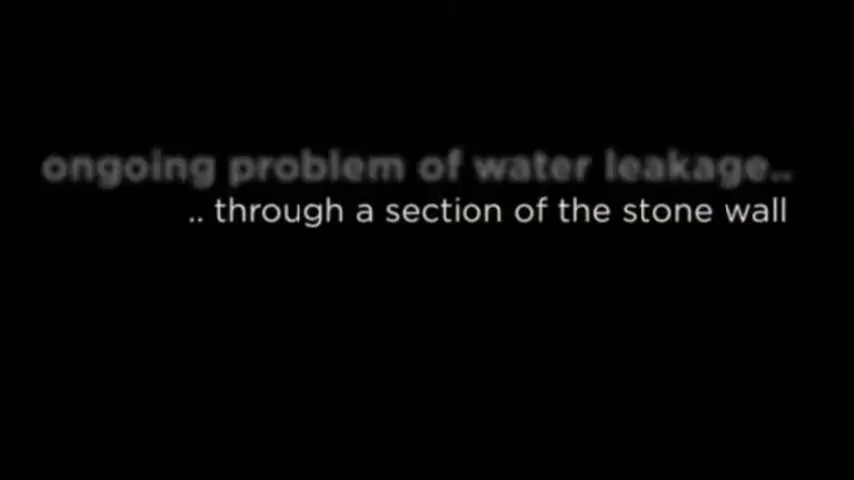 ongoing problem of water leakage..
.. through a section of the stone wall